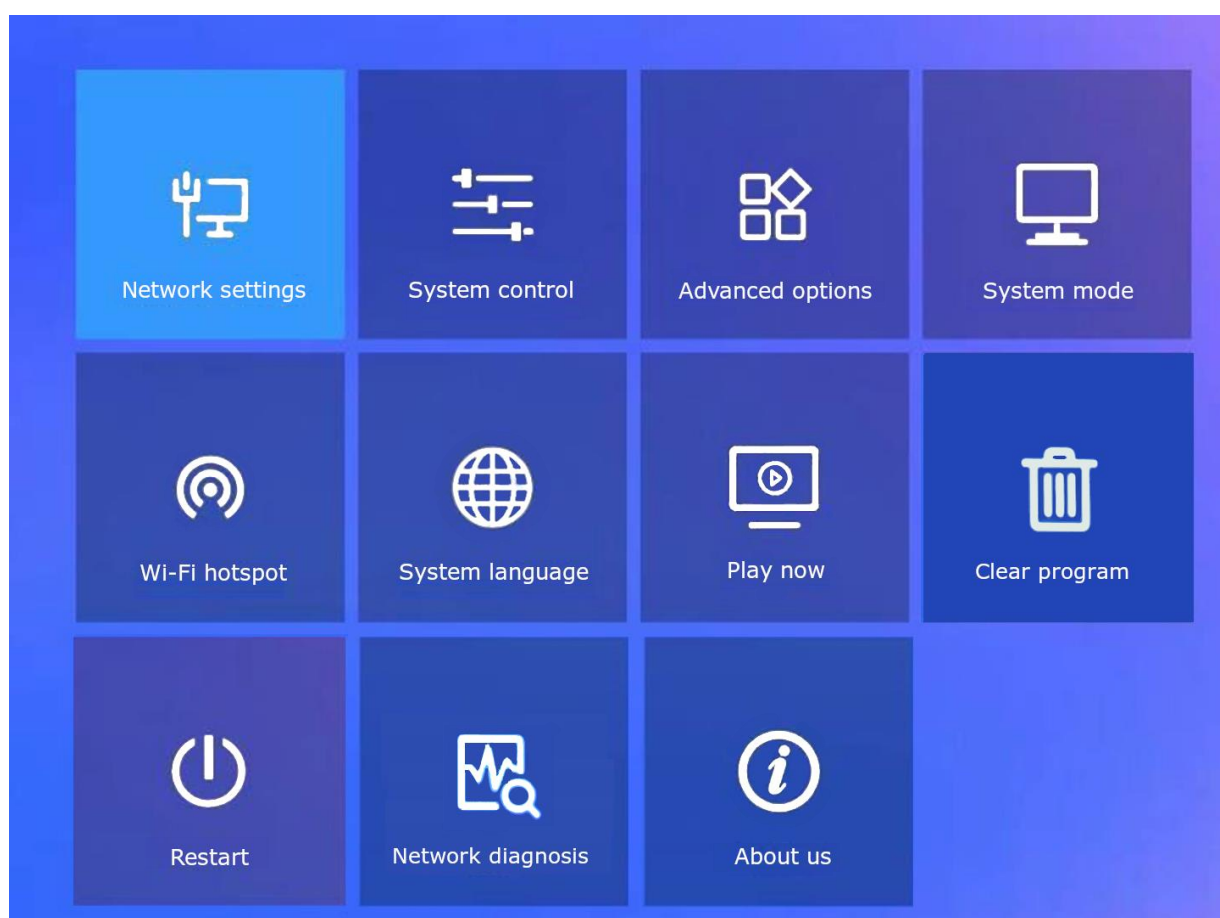 Network settings
System control
Advanced options
System mode
Wi-Fi hotspot
System language
Play now
Clear program
Restart
Network diagnosis
About us